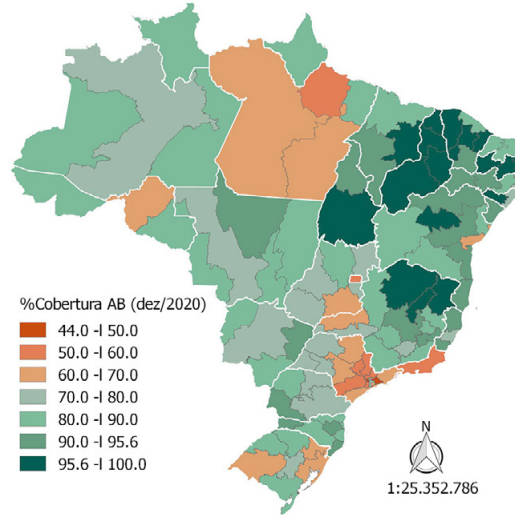 %Cobertura AB (dez/2020)
44.0 -I 50.0
50.0 -I 60.0
60.0 -I 70.0
70.0 -I 80.0
80.0 -I 90.0
90.0 -I 95.6
95.6 -I 100.0
N
1:25.352.786